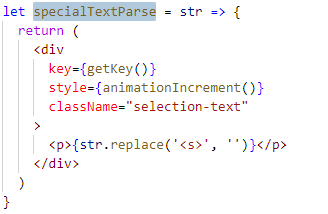 let specialTextParse = str => {
  return (
    <div
      key={getKey()}
      style={animationIncrement()}
      className="selection-text"
    >
      <p>{str.replace('<s>', '')}</p>
    </div>
  )
}